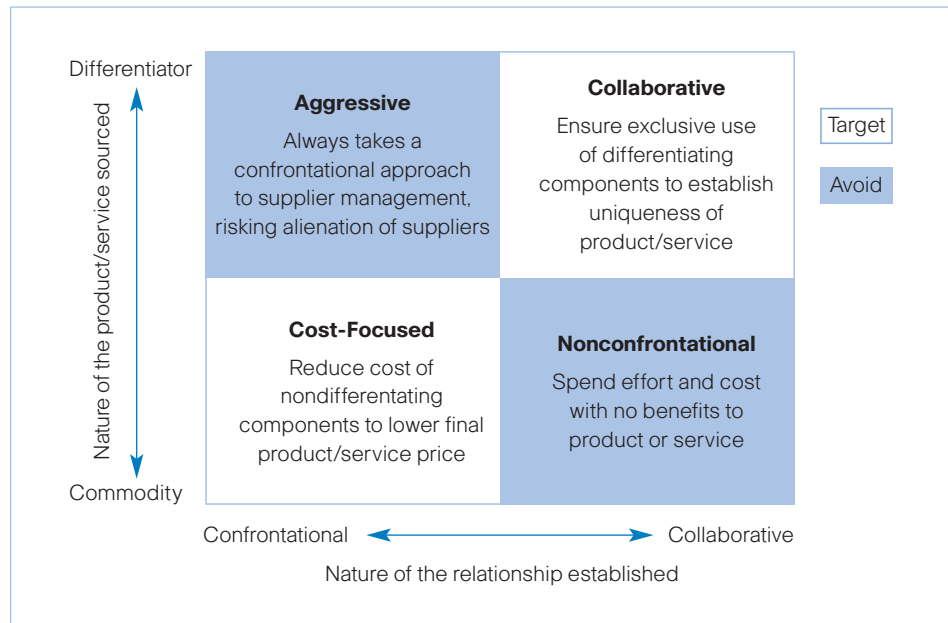 Differentiator
Nature of the product/service sourced
Commodity
Aggressive
Always takes a
confrontational approach
to supplier management,
risking alienation of suppliers
Collaborative
Ensure exclusive use
of differentiating
components to establish
uniqueness of
product/service
Target
Avoid
Cost-Focused
Reduce cost of
nondifferentating
components to lower final
product/service price
Nonconfrontational
Spend effort and cost
with no benefits to
product or service
Confrontational
Collaborative
Nature of the relationship established